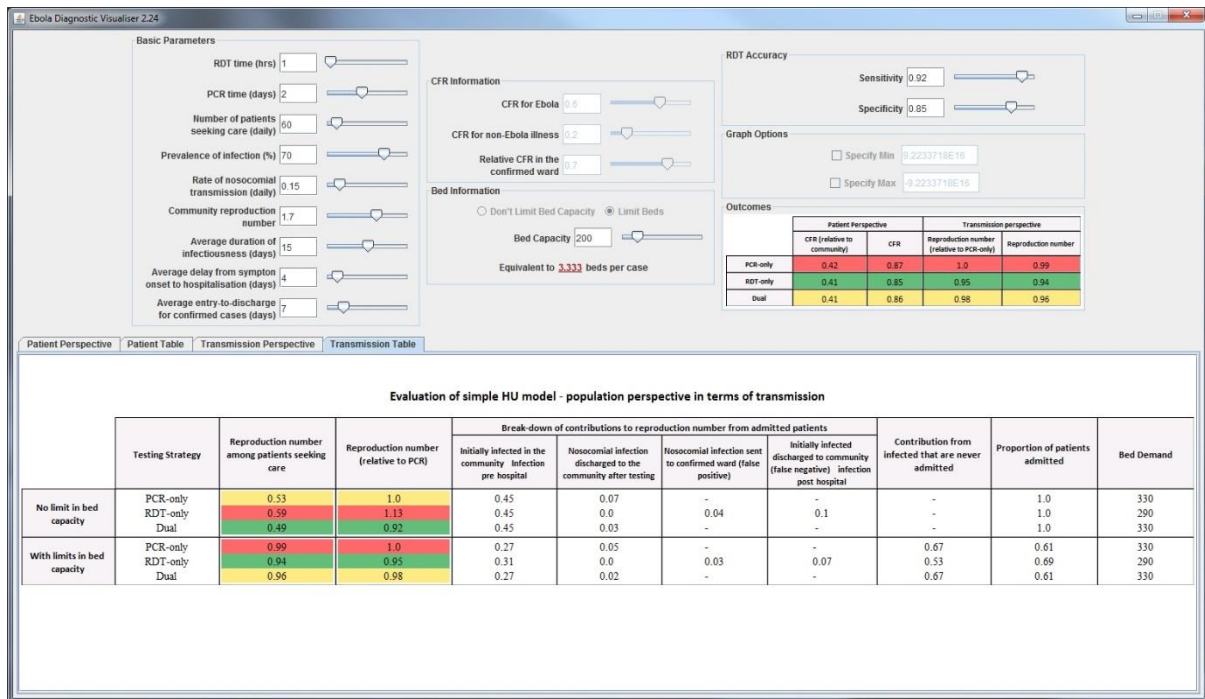 Ebola Diagnostic Visualiser 2.24
Basic Parameters
RDT time (hrs) 1
PCR time (days) 2
Number of patients
seeking care (daily) 60
Prevalence of infection (%) 70
Rate of nosocomial
transmission (daily) 0.15
Community reproduction
number 1.7
Average duration of
infectiousness (days) 15
Average delay from sympton
onset to hospitalisation (days) 4
Average entry-to-discharge
for confirmed cases (days) 7
CFR Information
CFR for Ebola 0.6
CFR for non-Ebola illness 0.2
Relative CFR in the
confirmed ward 0.7
Bed Information
Don't Limit Bed Capacity Limit Beds
Bed Capacity 200
Equivalent to 3.333 beds per case
RDT Accuracy
Sensitivity 0.92
Specificity 0.85
Graph Options
Specify Min 9.2233718E16
Specify Max -9.2233718E16
Outcomes
Patient Perspective Transmission perspective
CFR (relative to
community) CFR Reproduction number
(relative to PCR-only) Reproduction number
PCR-only 0.42 0.87 1.0 0.99
RDT-only 0.41 0.85 0.95 0.94
Dual 0.41 0.86 0.98 0.96
Patient Perspective Patient Table Transmission Perspective Transmission Table
Evaluation of simple HU model - population perspective in terms of transmission
Testing Strategy
Reproduction number
among patients seeking
care
Reproduction number
(relative to PCR)
Break-down of contributions to reproduction number from admitted patients
Initially infected in the
community Infection
pre hospital
Nosocomial infection
discharged to the
community after testing
Nosocomial infection sent
to confirmed ward (false
positive)
Initially infected
discharged to community
(false negative) infection
post hospital
Contribution from
infected that are never
admitted
Proportion of patients
admitted
Bed Demand
No limit in bed
capacity
PCR-only 0.53 1.0 0.45 0.07 - - - 1.0 330
RDT-only 0.59 1.13 0.45 0.0 0.04 0.1 - 1.0 290
Dual 0.49 0.92 0.45 0.03 - - - 1.0 330
With limits in bed
capacity
PCR-only 0.99 1.0 0.27 0.05 - - 0.67 0.61 330
RDT-only 0.94 0.95 0.31 0.0 0.03 0.07 0.53 0.69 290
Dual 0.96 0.98 0.27 0.02 - - 0.67 0.61 330